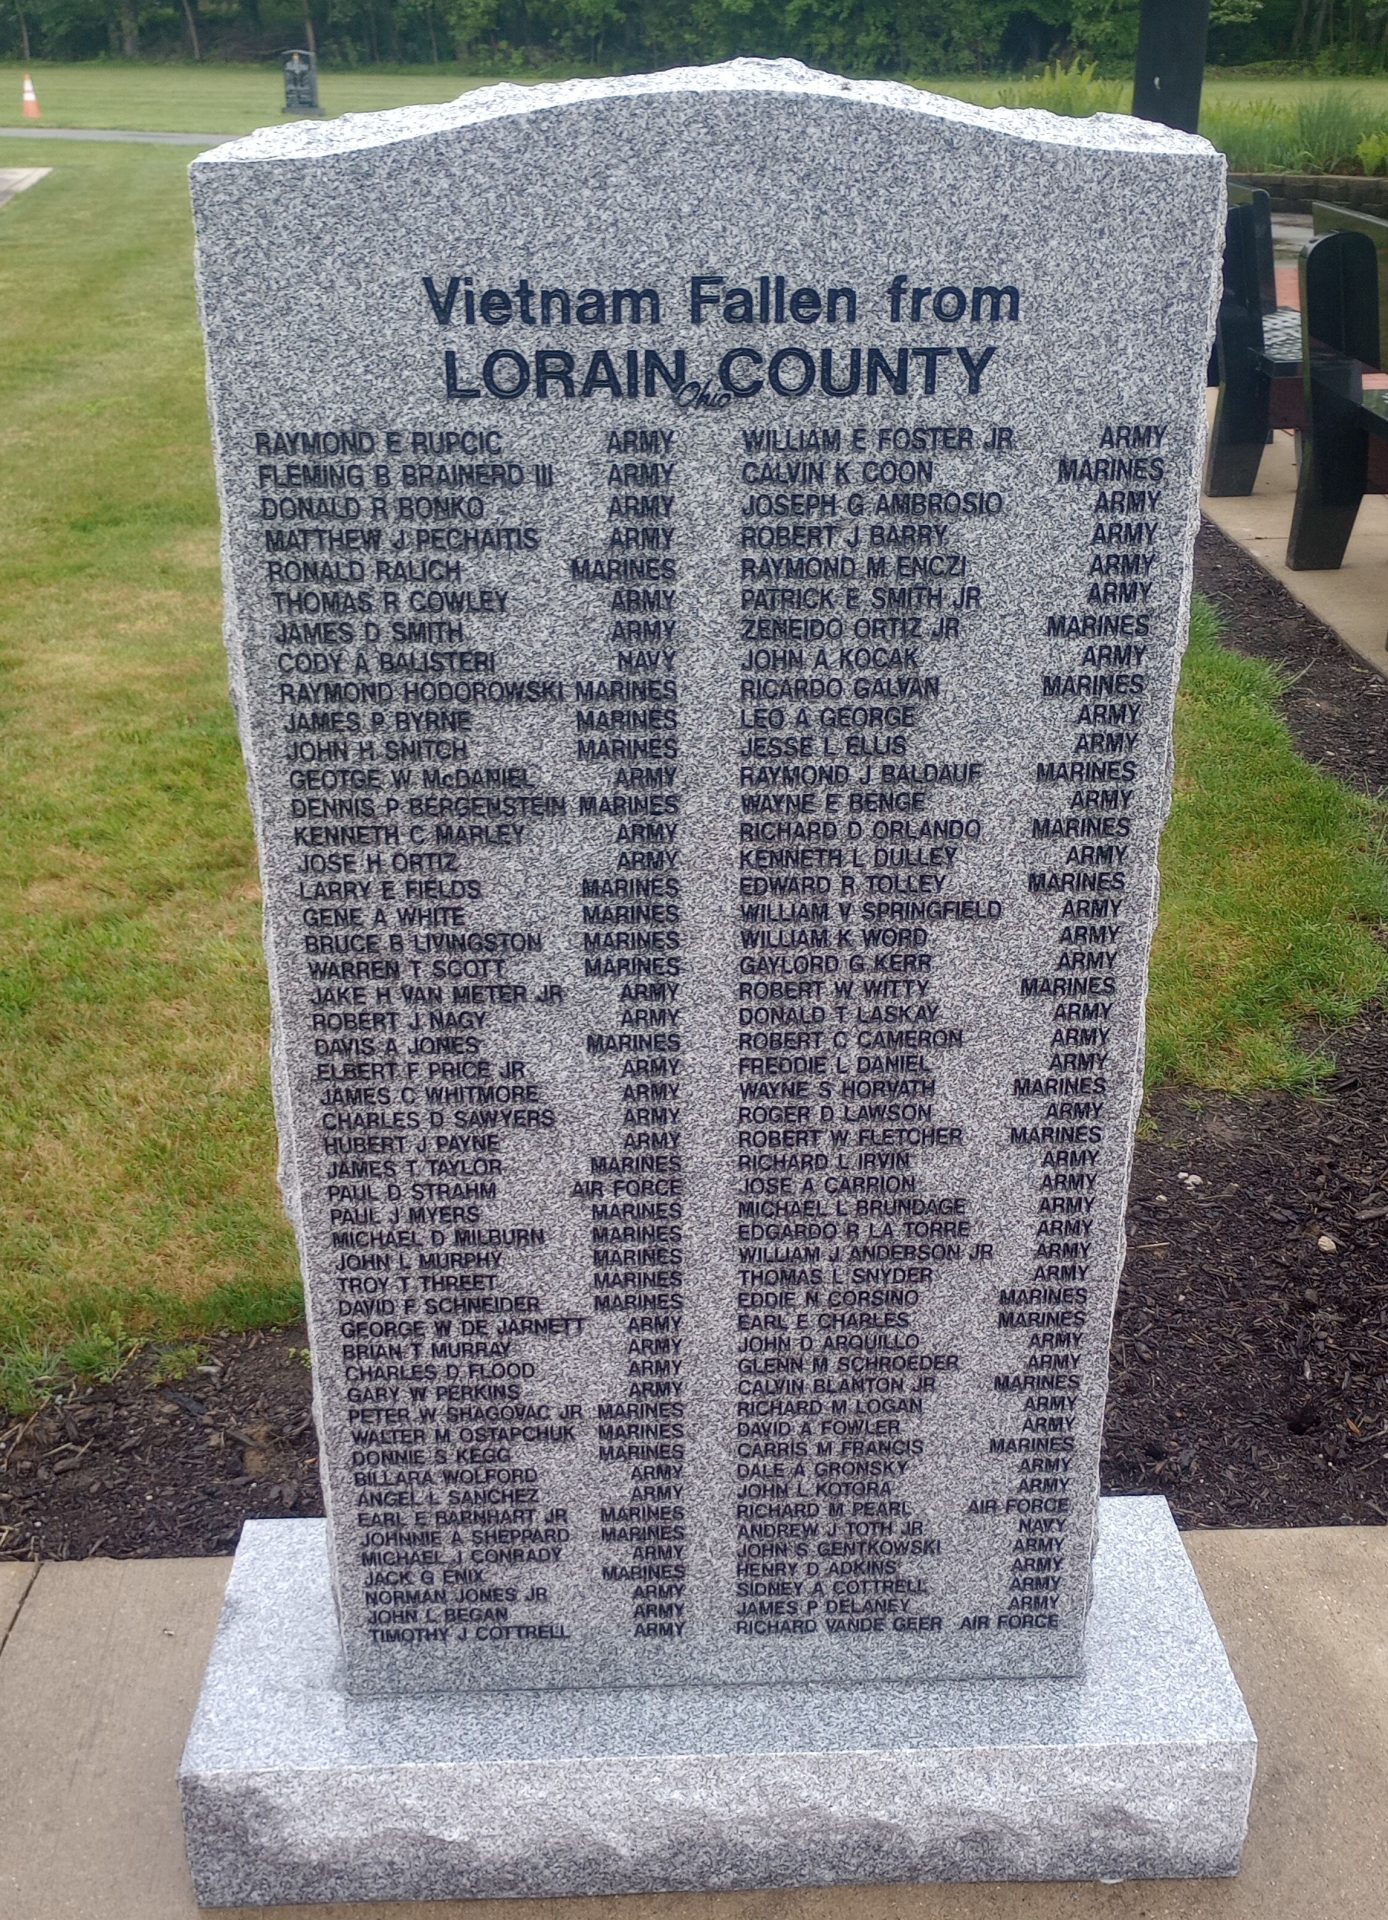 Vietnam Fallen from
LORAIN Ohio COUNTY
RAYMOND E RUPCIC ARMY
FLEMING B BRAINERD III ARMY
DONALD R BONKO ARMY
MATTHEW J PECHAITIS ARMY
RONALD RALICH MARINES
THOMAS R COWLEY ARMY
JAMES D SMITH ARMY
CODY A BALISTERI NAVY
RAYMOND HODOROWSKI MARINES
JAMES P BYRNE MARINES
JOHN H SNITCH MARINES
GEOTGE W McDANIEL ARMY
DENNIS P BERGENSTEIN MARINES
KENNETH C MARLEY ARMY
JOSE H ORTIZ ARMY
LARRY E FIELDS MARINES
GENE A WHITE MARINES
BRUCE B LIVINGSTON MARINES
WARREN T SCOTT MARINES
JAKE H VAN METER JR ARMY
ROBERT J NAGY ARMY
DAVIS A JONES MARINES
ELBERT F PRICE JR ARMY
JAMES C WHITMORE ARMY
CHARLES D SAWYERS ARMY
HUBERT J PAYNE ARMY
JAMES T TAYLOR MARINES
PAUL D STRAHM AIR FORCE
PAUL J MYERS MARINES
MICHAEL D MILBURN MARINES
JOHN L MURPHY MARINES
TROY T THREET MARINES
DAVID F SCHNEIDER MARINES
GEORGE W DE JARNETT ARMY
BRIAN T MURRAY ARMY
CHARLES D FLOOD ARMY
GARY W PERKINS ARMY
PETER W SHAGOVAC JR MARINES
WALTER M OSTAPCHUK MARINES
DONNIE S KEGG MARINES
BILLARA WOLFORD ARMY
ANGEL L SANCHEZ ARMY
EARL E BARNHART JR MARINES
JOHNNIE A SHEPPARD MARINES
MICHAEL J CONRADY ARMY
JACK G ENIX MARINES
NORMAN JONES JR ARMY
JOHN L BEGAN ARMY
TIMOTHY J COTTRELL ARMY
WILLIAM E FOSTER JR ARMY
CALVIN K COON MARINES
JOSEPH G AMBROSIO ARMY
ROBERT J BARRY ARMY
RAYMOND M ENCZI ARMY
PATRICK E SMITH JR ARMY
ZENEIDO ORTIZ JR MARINES
JOHN A KOCAK ARMY
RICARDO GALVAN MARINES
LEO A GEORGE ARMY
JESSE L ELLIS ARMY
RAYMOND J BALDAUF MARINES
WAYNE E BENGE ARMY
RICHARD D ORLANDO MARINES
KENNETH L DULLEY ARMY
EDWARD R TOLLEY MARINES
WILLIAM V SPRINGFIELD ARMY
WILLIAM K WORD ARMY
GAYLORD G KERR ARMY
ROBERT W WITTY MARINES
DONALD T LASKAY ARMY
ROBERT C CAMERON ARMY
FREDDIE L DANIEL ARMY
WAYNE S HORVATH MARINES
ROGER D LAWSON ARMY
ROBERT W FLETCHER MARINES
RICHARD L IRVIN ARMY
JOSE A CARRION ARMY
MICHAEL L BRUNDAGE ARMY
EDGARDO R LA TORRE ARMY
WILLIAM J ANDERSON JR ARMY
THOMAS L SNYDER ARMY
EDDIE N CORSINO MARINES
EARL E CHARLES MARINES
JOHN D ARQUILLO ARMY
GLENN M SCHROEDER ARMY
CALVIN BLANTON JR MARINES
RICHARD M LOGAN ARMY
DAVID A FOWLER ARMY
CARRIS M FRANCIS MARINES
DALE A GRONSKY ARMY
JOHN L KOTORA ARMY
RICHARD M PEARL AIR FORCE
ANDREW J TOTH JR NAVY
JOHN S GENTKOWSKI ARMY
HENRY D ADKINS ARMY
SIDNEY A COTTRELL ARMY
JAMES P DELANEY ARMY
RICHARD VANDE GEER AIR FORCE